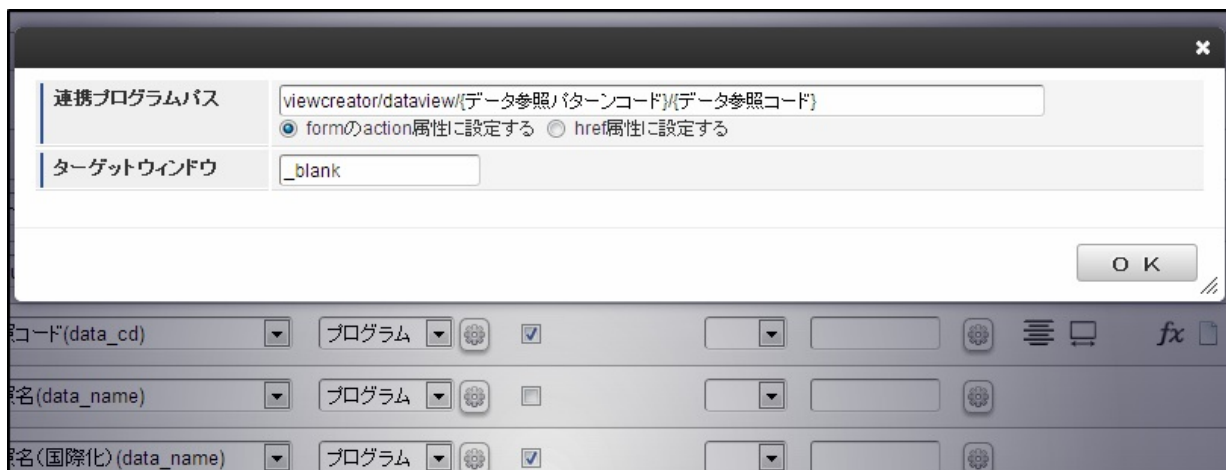 連携プログラムパス
viewcreator/dataview/{データ参照パターンコード}/{データ参照コード}
formのaction属性に設定する href属性に設定する
ターゲットウィンドウ
_blank
O K
コード(data_cd) プログラム fx
名(data_name) プログラム
名(国際化)(data_name) プログラム